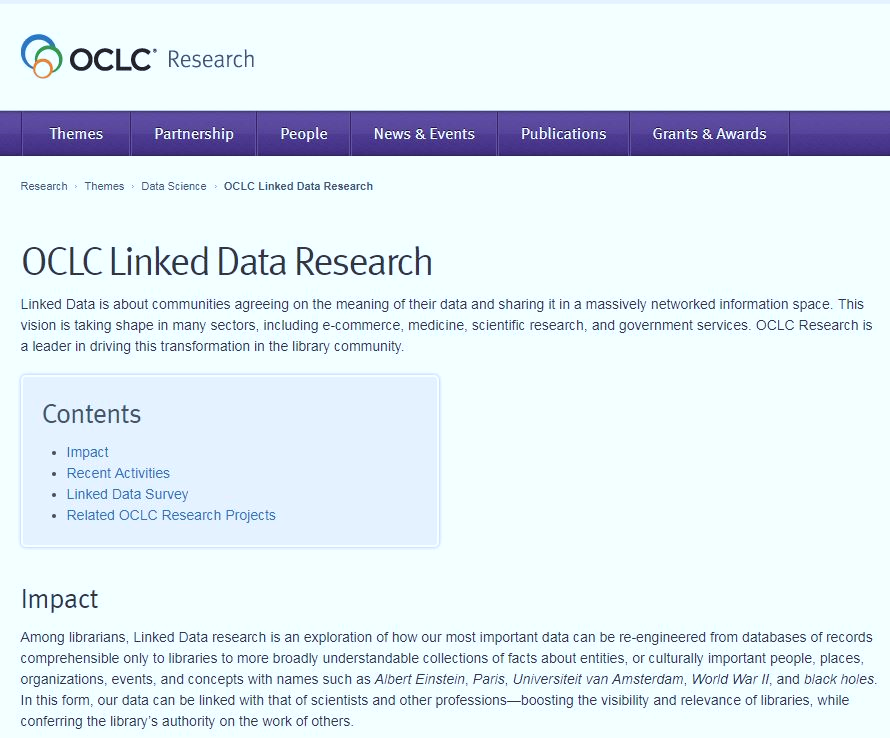 OCLC® Research
Themes Partnership People News & Events Publications Grants & Awards
Research › Themes › Data Science › OCLC Linked Data Research
OCLC Linked Data Research
Linked Data is about communities agreeing on the meaning of their data and sharing it in a massively networked information space. This
vision is taking shape in many sectors, including e-commerce, medicine, scientific research, and government services. OCLC Research is
a leader in driving this transformation in the library community.
Contents
• Impact
• Recent Activities
• Linked Data Survey
• Related OCLC Research Projects
Impact
Among librarians, Linked Data research is an exploration of how our most important data can be re-engineered from databases of records
comprehensible only to libraries to more broadly understandable collections of facts about entities, or culturally important people, places,
organizations, events, and concepts with names such as Albert Einstein, Paris, Universiteit van Amsterdam, World War II, and black holes.
In this form, our data can be linked with that of scientists and other professions—boosting the visibility and relevance of libraries, while
conferring the library's authority on the work of others.